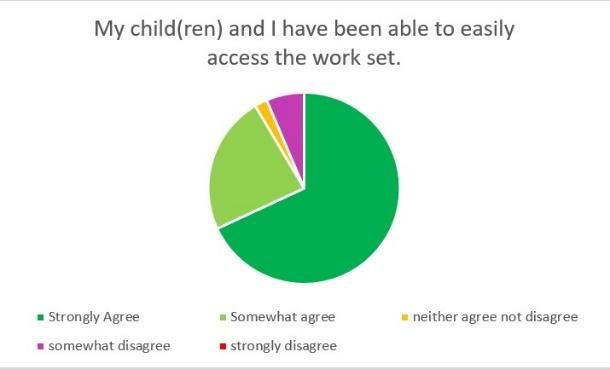 My child(ren) and I have been able to easily
access the work set.
Strongly Agree
Somewhat agree
neither agree not disagree
somewhat disagree
strongly disagree